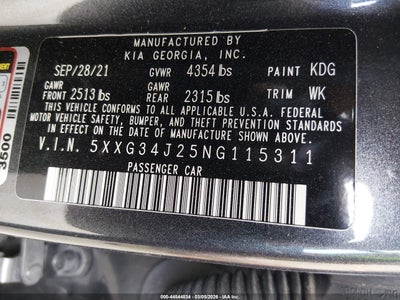 MANUFACTURED BY
KIA GEORGIA, INC.
SEP/28/21 GVWR 4354 lbs PAINT KDG
GAWR GAWR
FRONT 2513 lbs REAR 2315 lbs TRIM WK
THIS VEHICLE CONFORMS TO ALL APPLICABLE U.S.A. FEDERAL
MOTOR VEHICLE SAFETY, BUMPER, AND THEFT PREVENTION STANDARDS
IN EFFECT ON THE DATE OF MANUFACTURE SHOWN ABOVE.
V.I.N. 5XXG34J25NG115311
PASSENGER CAR
3500
000-44544834 | 03/05/2026 | IAA Inc.